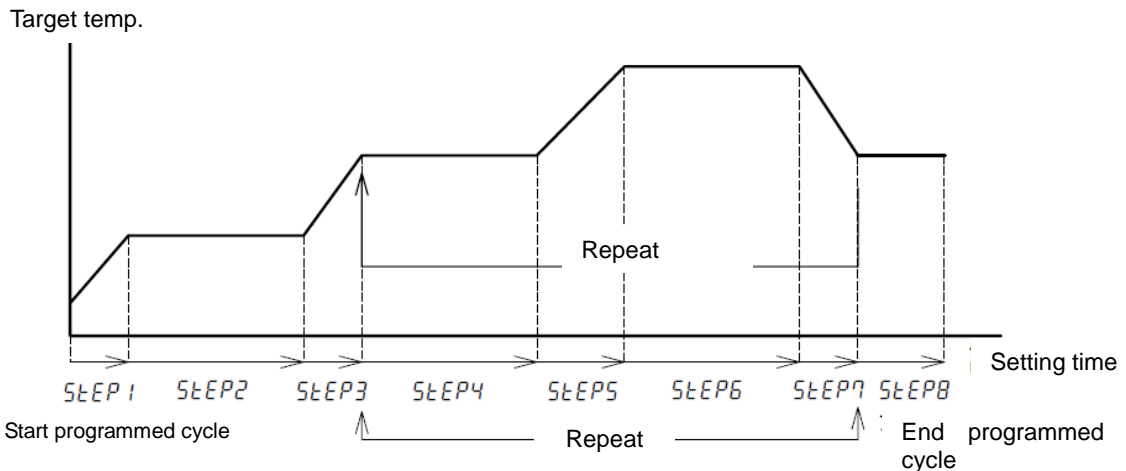 Target temp.
Repeat
Setting time
StEP1 StEP2 StEP3 StEP4 StEP5 StEP6 StEP7 StEP8
Start programmed cycle
Repeat
End programmed
cycle